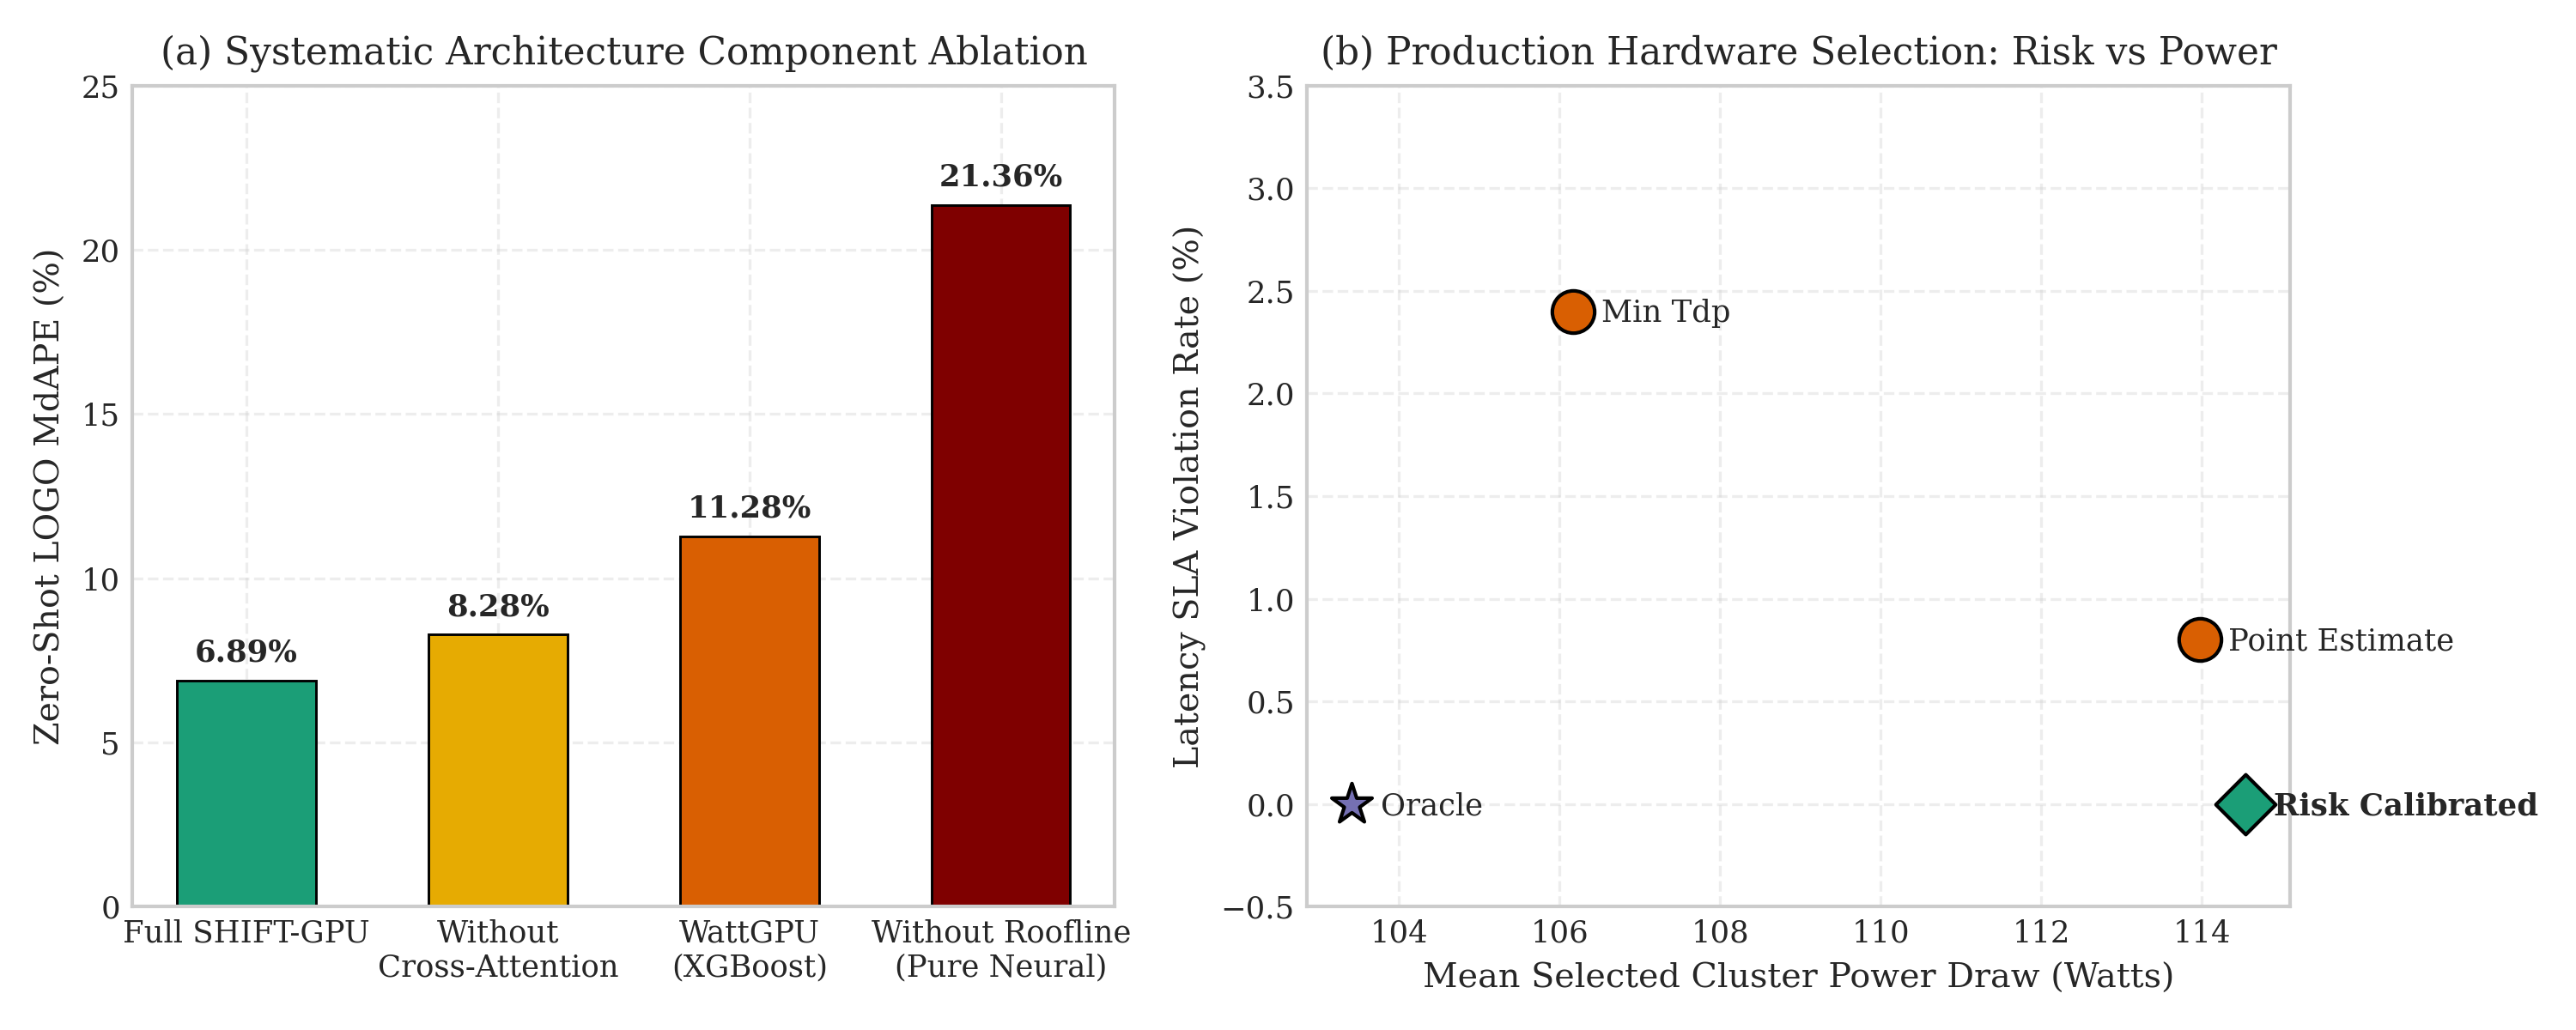 (a) Systematic Architecture Component Ablation
Zero-Shot LOGO MdAPE (%)
25
20
15
10
5
0
6.89%
8.28%
11.28%
21.36%
Full SHIFT-GPU
Without
Cross-Attention
WattGPU
(XGBoost)
Without Roofline
(Pure Neural)
(b) Production Hardware Selection: Risk vs Power
Latency SLA Violation Rate (%)
3.5
3.0
2.5
2.0
1.5
1.0
0.5
0.0
−0.5
Min Tdp
Point Estimate
Oracle
Risk Calibrated
104
106
108
110
112
114
Mean Selected Cluster Power Draw (Watts)